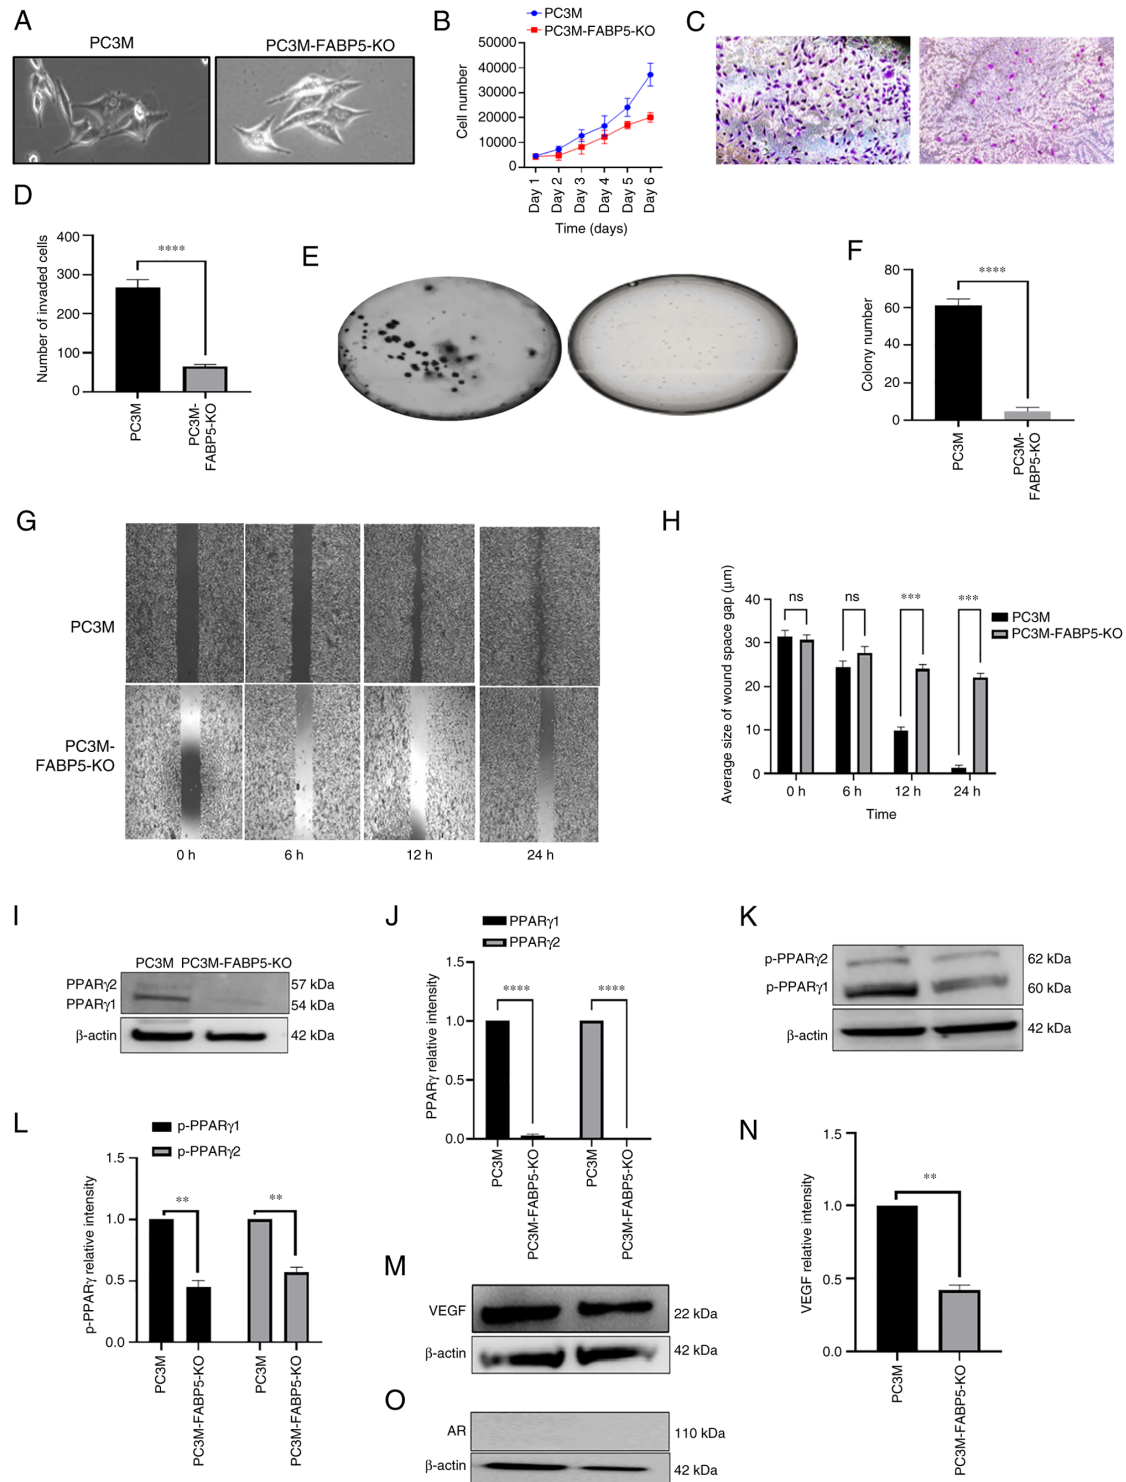 A
PC3M
PC3M-FABP5-KO
B
PC3M
PC3M-FABP5-KO
Cell number
50000
40000
30000
20000
10000
0
Day 1
Day 2
Day 3
Day 4
Day 5
Day 6
Time (days)
C
D
Number of invaded cells
400
300
200
100
0
****
PC3M
PC3M-
FABP5-KO
E
F
Colony number
80
60
40
20
0
****
PC3M
PC3M-
FABP5-KO
G
PC3M
PC3M-
FABP5-KO
0 h
6 h
12 h
24 h
H
Average size of wound space gap (μm)
40
30
20
10
0
ns
ns
***
***
PC3M
PC3M-FABP5-KO
0 h
6 h
12 h
24 h
Time
I
PC3M PC3M-FABP5-KO
PPARγ2 57 kDa
PPARγ1 54 kDa
β-actin 42 kDa
J
PPARγ1
PPARγ2
PPARγ relative intensity
1.5
1.0
0.5
0.0
****
****
PC3M
PC3M-FABP5-KO
PC3M
PC3M-FABP5-KO
K
p-PPARγ2 62 kDa
p-PPARγ1 60 kDa
β-actin 42 kDa
L
p-PPARγ1
p-PPARγ2
p-PPARγ relative intensity
1.5
1.0
0.5
0.0
**
**
PC3M
PC3M-FABP5-KO
PC3M
PC3M-FABP5-KO
M
VEGF 22 kDa
β-actin 42 kDa
N
VEGF relative intensity
1.5
1.0
0.5
0.0
**
PC3M
PC3M-FABP5-KO
O
AR 110 kDa
β-actin 42 kDa